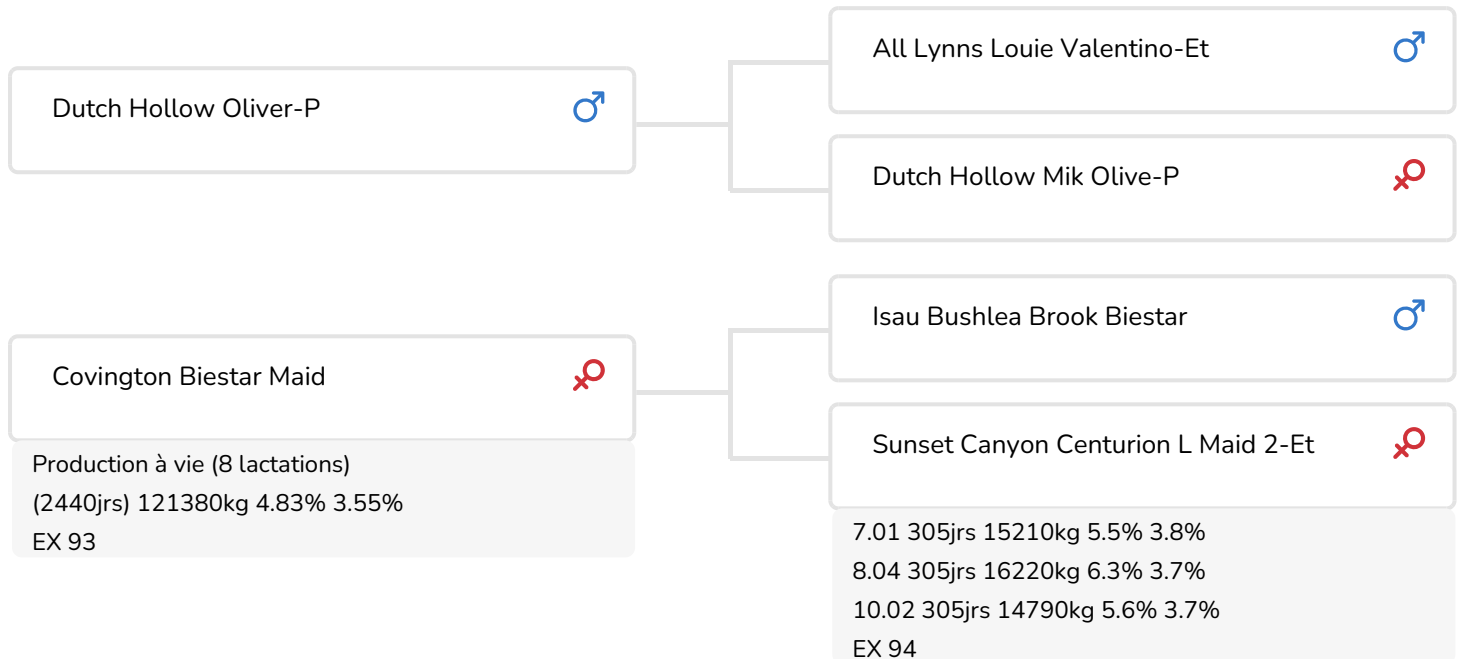 All Lynns Louie Valentino-Et
Dutch Hollow Oliver-P
Dutch Hollow Mik Olive-P
Isau Bushlea Brook Biestar
Covington Biestar Maid
Production à vie (8 lactations)
(2440jrs) 121380kg 4.83% 3.55%
EX 93
Sunset Canyon Centurion L Maid 2-Et
7.01 305jrs 15210kg 5.5% 3.8%
8.04 305jrs 16220kg 6.3% 3.7%
10.02 305jrs 14790kg 5.6% 3.7%
EX 94